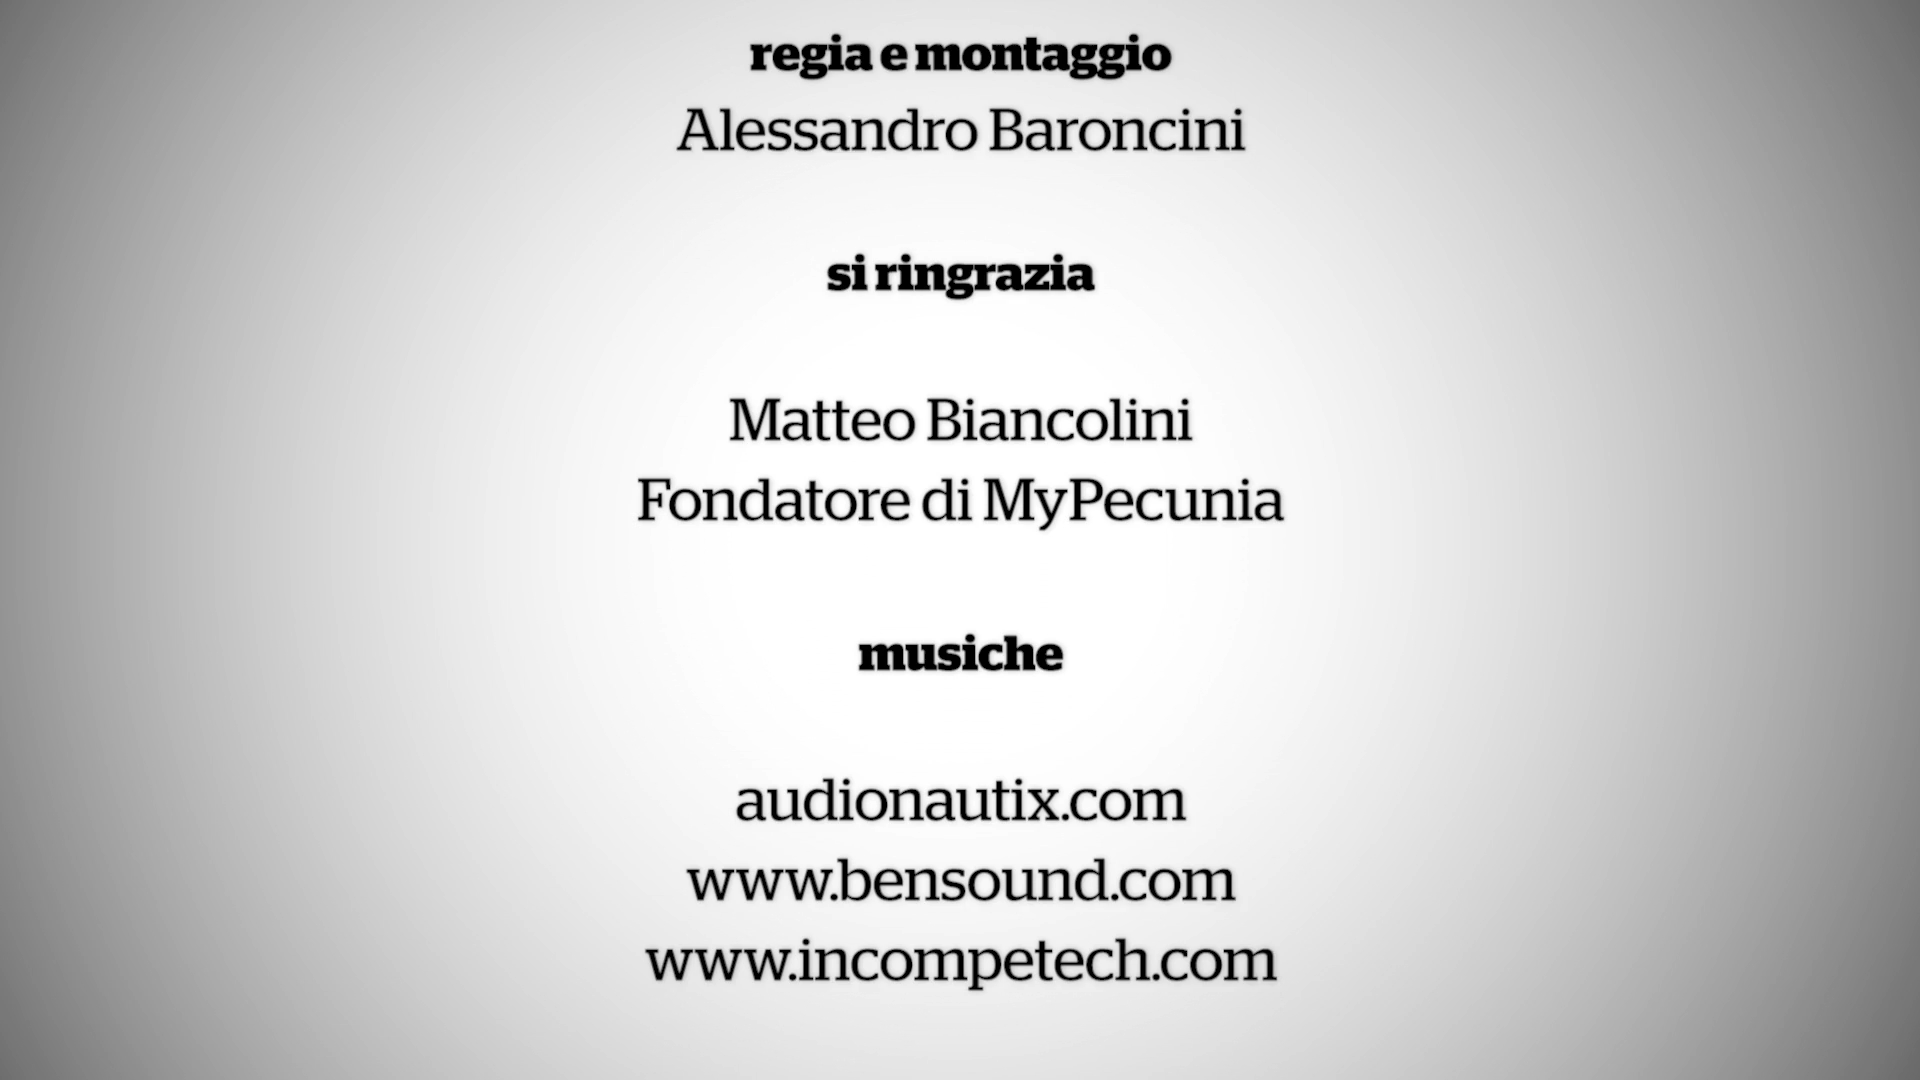 regia e montaggio
Alessandro Baroncini
si ringrazia
Matteo Biancolini
Fondatore di MyPecunia
musiche
audionautix.com
www.bensound.com
www.incompetech.com